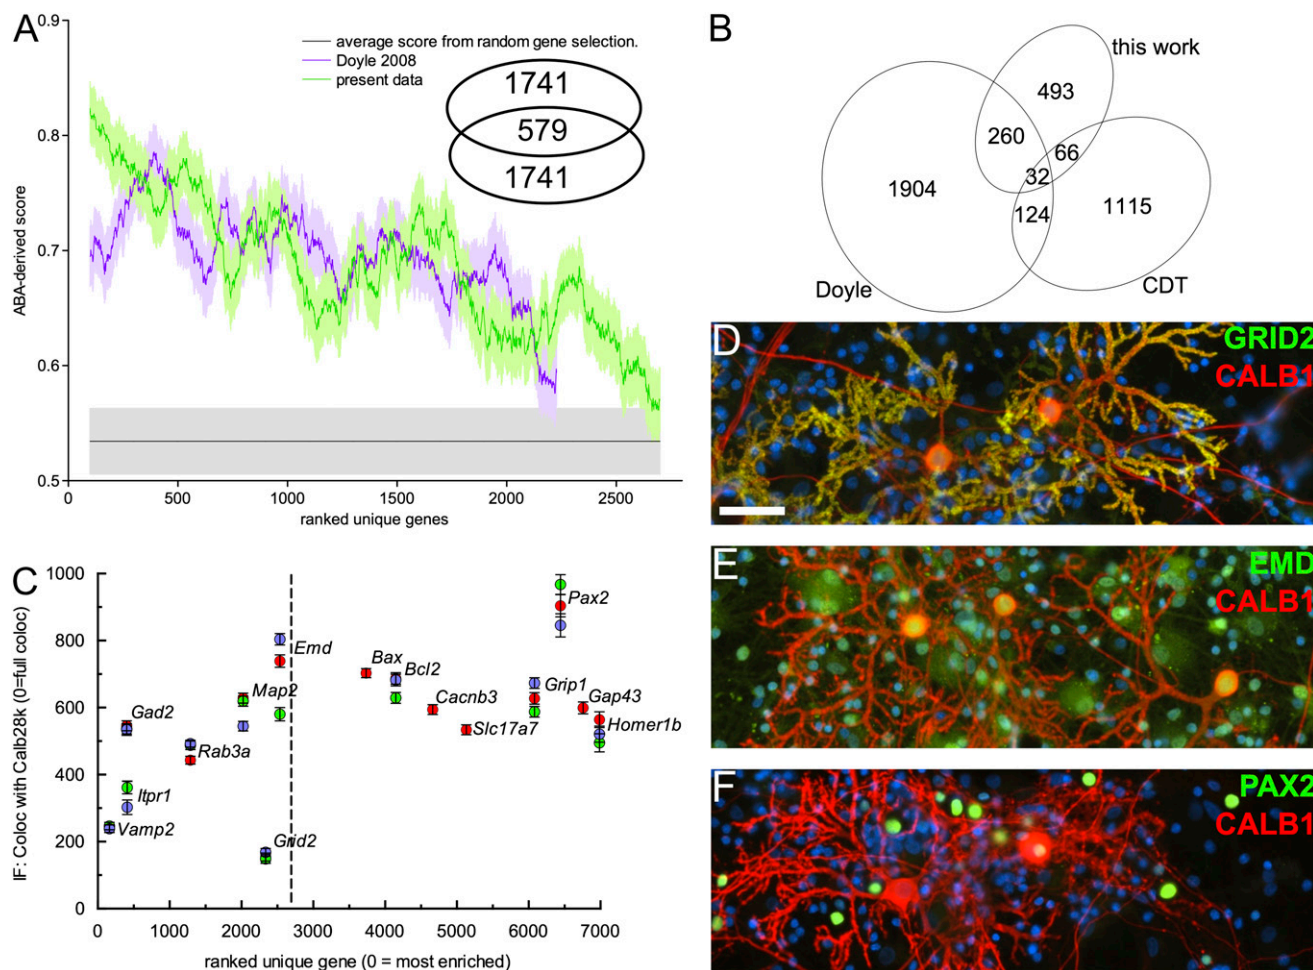 A
0.9
0.8
0.7
0.6
0.5
ABA-derived score
average score from random gene selection.
Doyle 2008
present data
1741
579
1741
0
500
1000
1500
2000
2500
ranked unique genes
B
this work
493
260
66
32
1904
124
1115
Doyle
CDT
C
1000
800
600
400
200
0
IF: Coloc with Calb28k (0=full coloc)
Pax2
Emd
Bax
Bcl2
Map2
Grip1
Gad2
Cacnb3
Gap43
Rab3a
Slc17a7
Homer1b
Itpr1
Vamp2
Grid2
0
1000
2000
3000
4000
5000
6000
7000
ranked unique gene (0 = most enriched)
D
GRID2
CALB1
E
EMD
CALB1
F
PAX2
CALB1